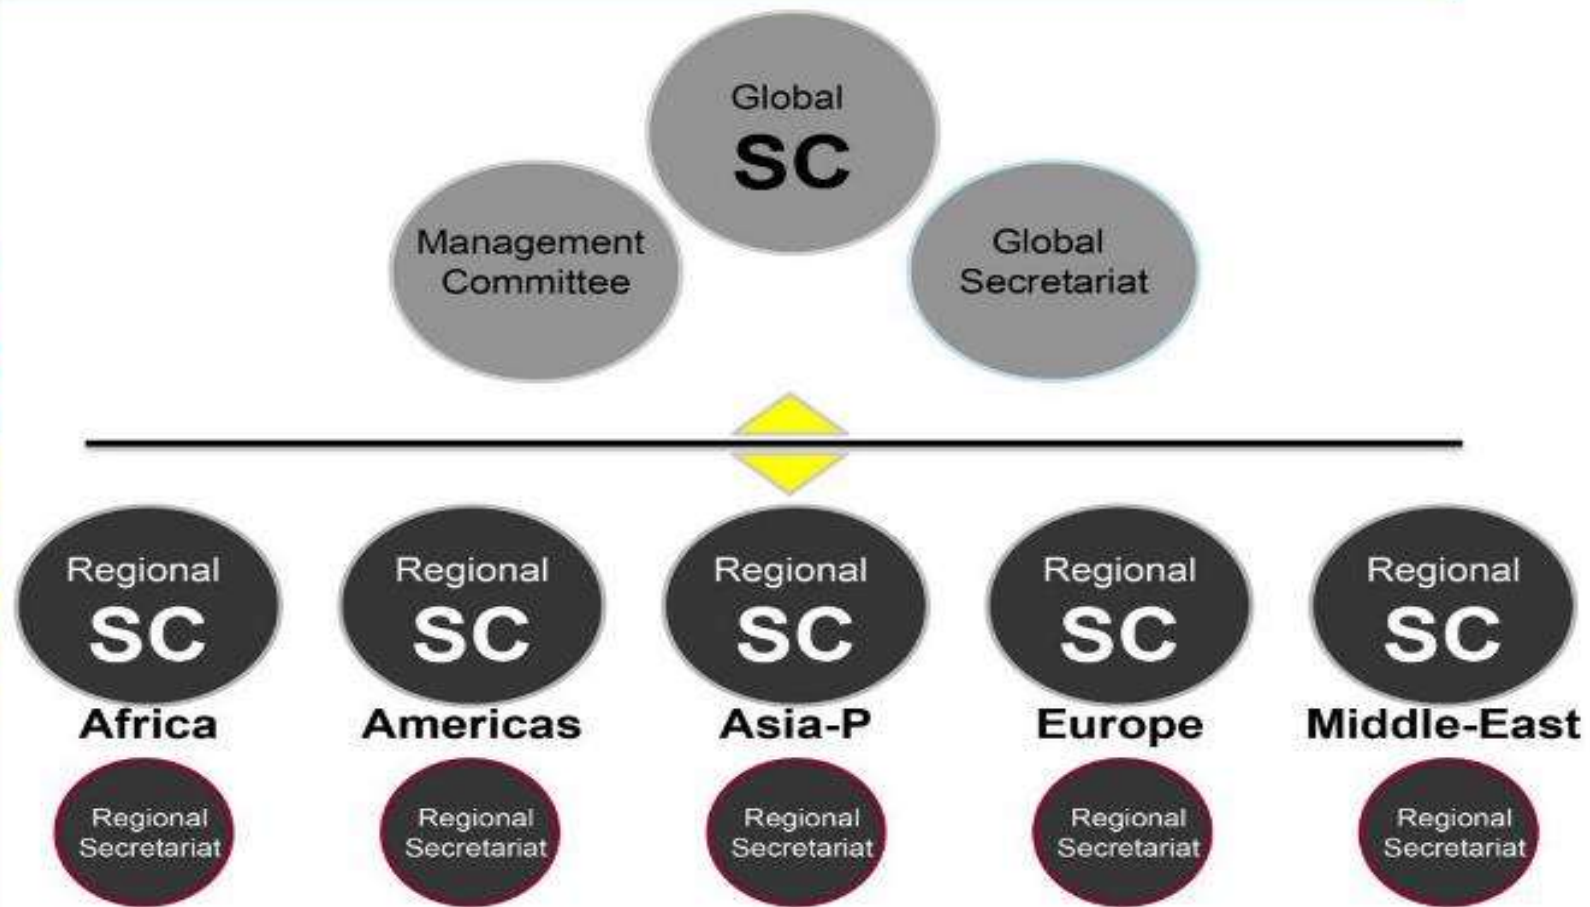 Global
SC
Management
Committee
Global
Secretariat
Regional
SC
Africa
Regional
SC
Americas
Regional
SC
Asia-P
Regional
SC
Europe
Regional
SC
Middle-East
Regional
Secretariat
Regional
Secretariat
Regional
Secretariat
Regional
Secretariat
Regional
Secretariat